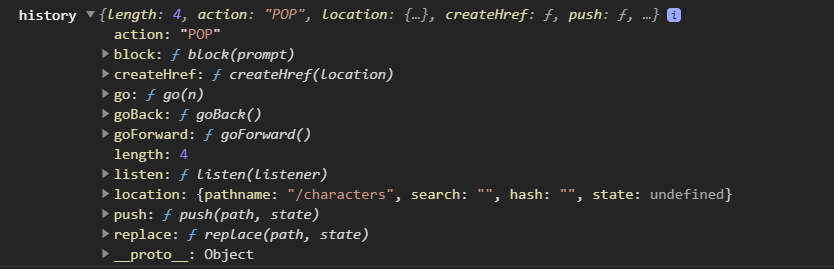 history ▼{length: 4, action: "POP", location: {…}, createHref: ƒ, push: ƒ, …} i
action: "POP"
▶block: ƒ block(prompt)
▶createHref: ƒ createHref(location)
▶go: ƒ go(n)
▶goBack: ƒ goBack()
▶goForward: ƒ goForward()
length: 4
▶listen: ƒ listen(listener)
▶location: {pathname: "/characters", search: "", hash: "", state: undefined}
▶push: ƒ push(path, state)
▶replace: ƒ replace(path, state)
▶__proto__: Object